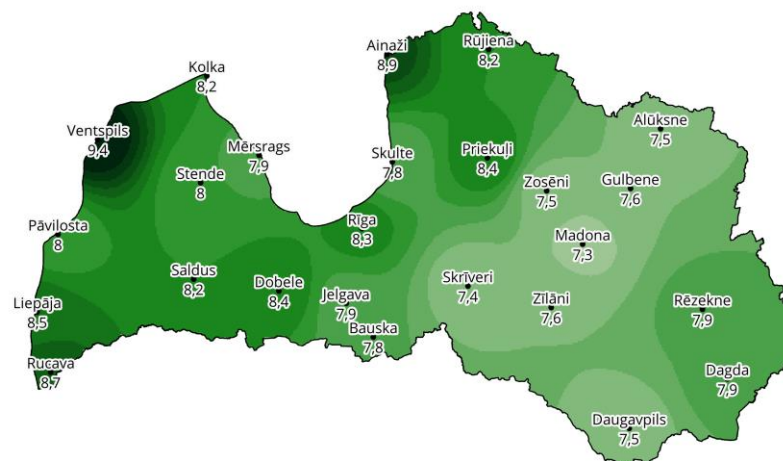 Ainaži
8,9
Rūjiena
8,2
Kolka
8,2
Ventspils
9,4
Mērsrags
7,9
Stende
8
Skulte
7,8
Priekuļi
8,4
Alūksne
7,5
Zosēni
7,5
Gulbene
7,6
Pāvilosta
8
Rīga
8,3
Madona
7,3
Saldus
8,2
Dobele
8,4
Jelgava
7,9
Skrīveri
7,4
Zīlāni
7,6
Rēzekne
7,9
Liepāja
8,5
Bauska
7,8
Rucava
8,7
Dagda
7,9
Daugavpils
7,5